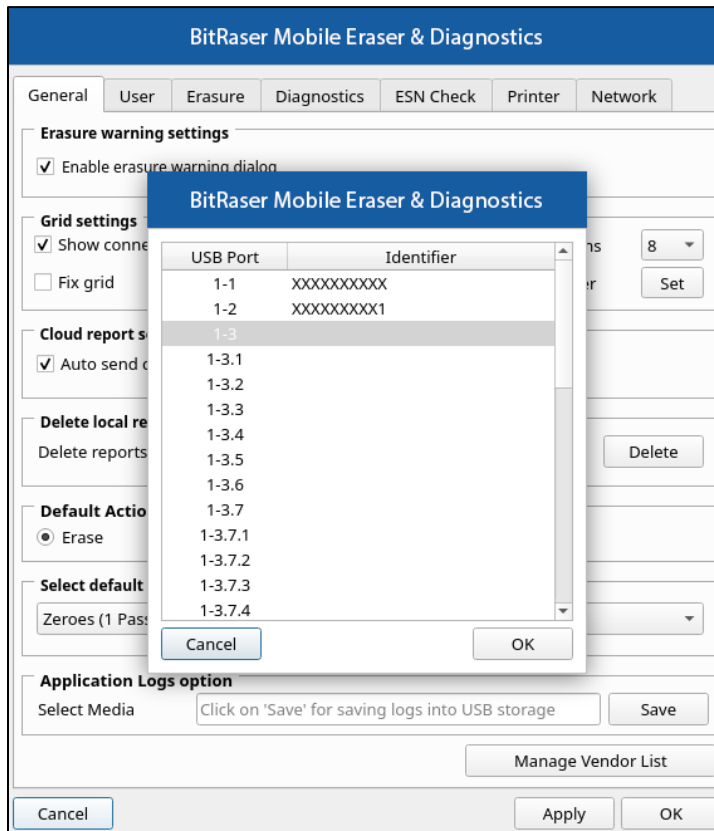 BitRaser Mobile Eraser & Diagnostics
General User Erasure Diagnostics ESN Check Printer Network
Erasure warning settings
Enable erasure warning dialog
BitRaser Mobile Eraser & Diagnostics
Grid settings
Show conne
ns 8
Fix grid
er Set
Cloud report s
Auto send c
Delete local re
Delete reports
Delete
Default Actio
Erase
Select default
Zeroes (1 Pass
USB Port Identifier
1-1 XXXXXXXXXX
1-2 XXXXXXXXX1
1-3
1-3.1
1-3.2
1-3.3
1-3.4
1-3.5
1-3.6
1-3.7
1-3.7.1
1-3.7.2
1-3.7.3
1-3.7.4
Cancel OK
Application Logs option
Select Media Click on 'Save' for saving logs into USB storage Save
Manage Vendor List
Cancel Apply OK